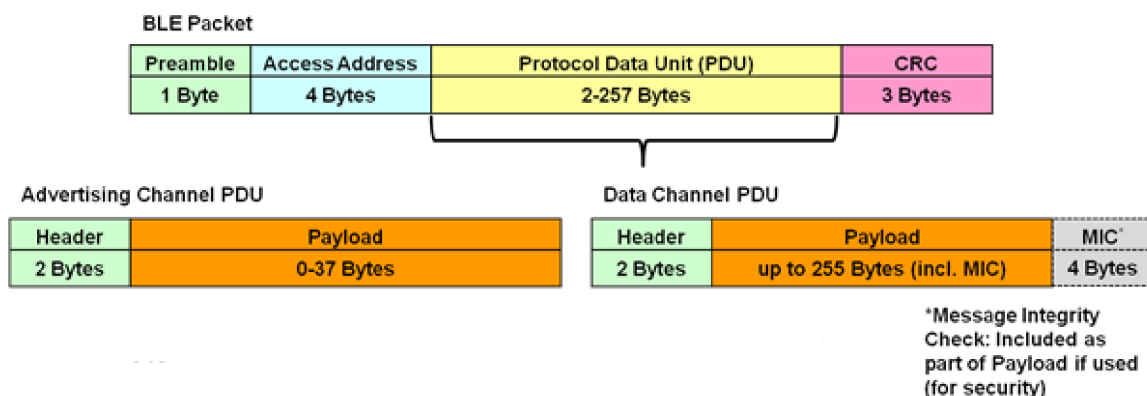 BLE Packet
Preamble Access Address Protocol Data Unit (PDU) CRC
1 Byte 4 Bytes 2-257 Bytes 3 Bytes
Advertising Channel PDU
Header Payload
2 Bytes 0-37 Bytes
Data Channel PDU
Header Payload MIC*
2 Bytes up to 255 Bytes (incl. MIC) 4 Bytes
*Message Integrity
Check: Included as
part of Payload if used
(for security)